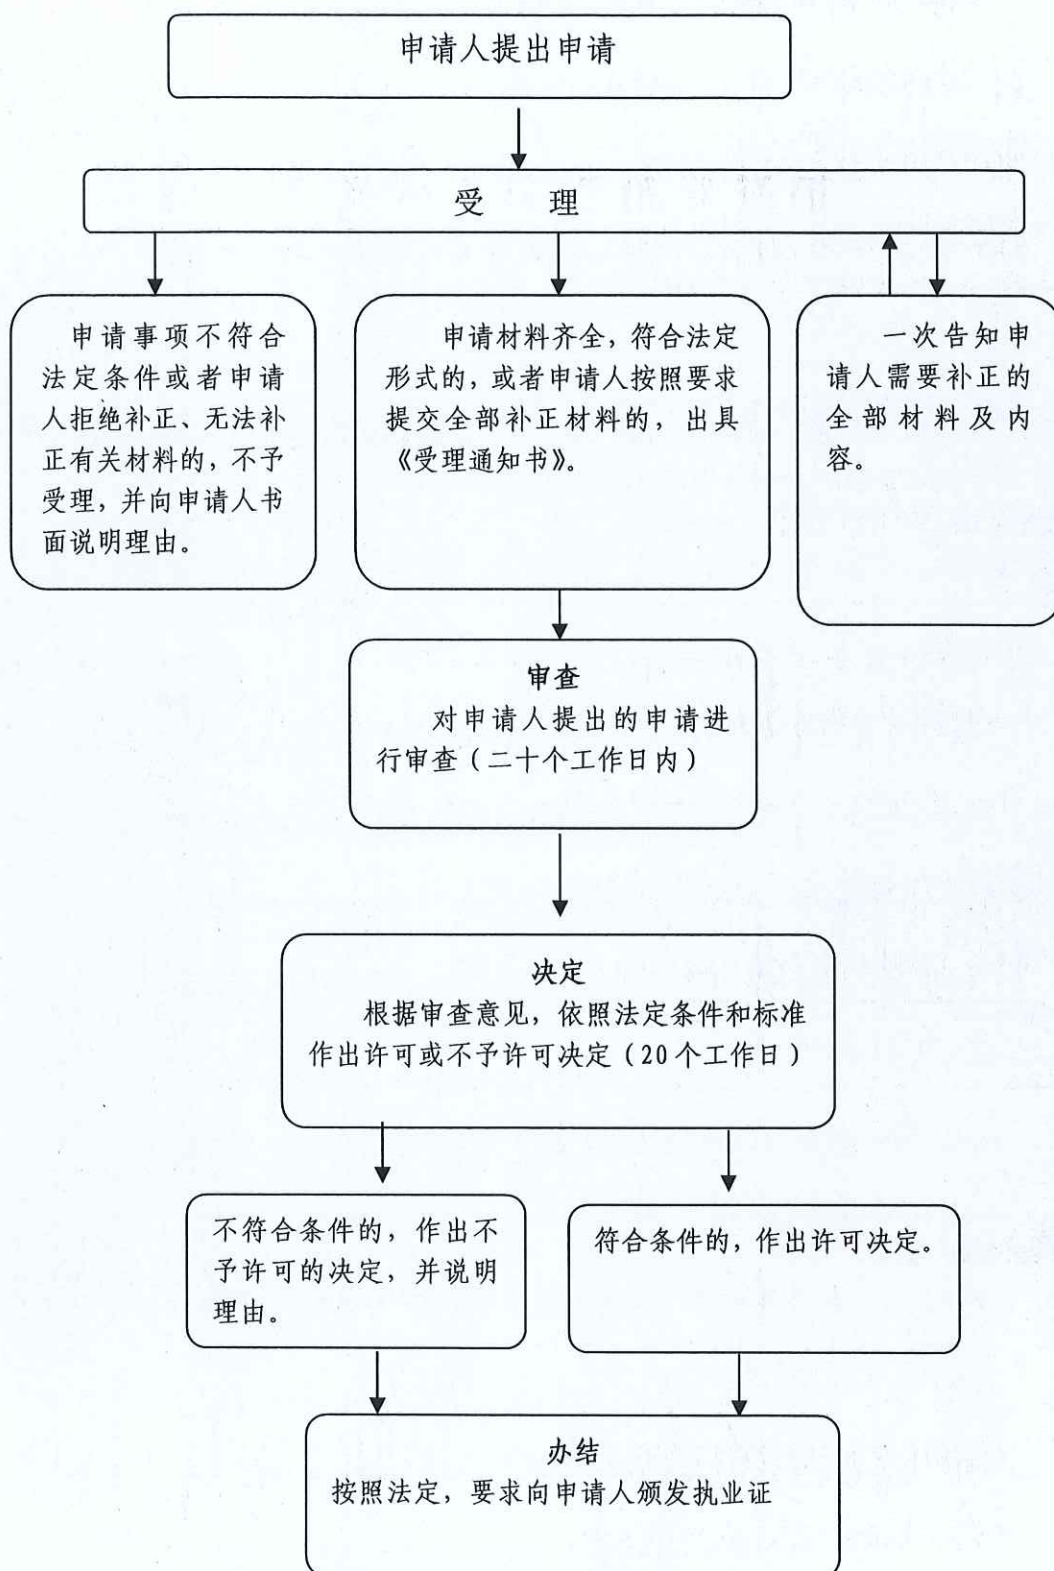 申请人提出申请
受 理
申请事项不符合
法定条件或者申请
人拒绝补正、无法补
正有关材料的，不予
受理，并向申请人书
面说明理由。
申请材料齐全，符合法定
形式的，或者申请人按照要求
提交全部补正材料的，出具
《受理通知书》。
一次告知申
请人需要补正的
全部材料及内
容。
审查
对申请人提出的申请进
行审查（二十个工作日内）
决定
根据审查意见，依照法定条件和标准
作出许可或不予许可决定（20个工作日）
不符合条件的，作出不
予许可的决定，并说明
理由。
符合条件的，作出许可决定。
办结
按照法定，要求向申请人颁发执业证